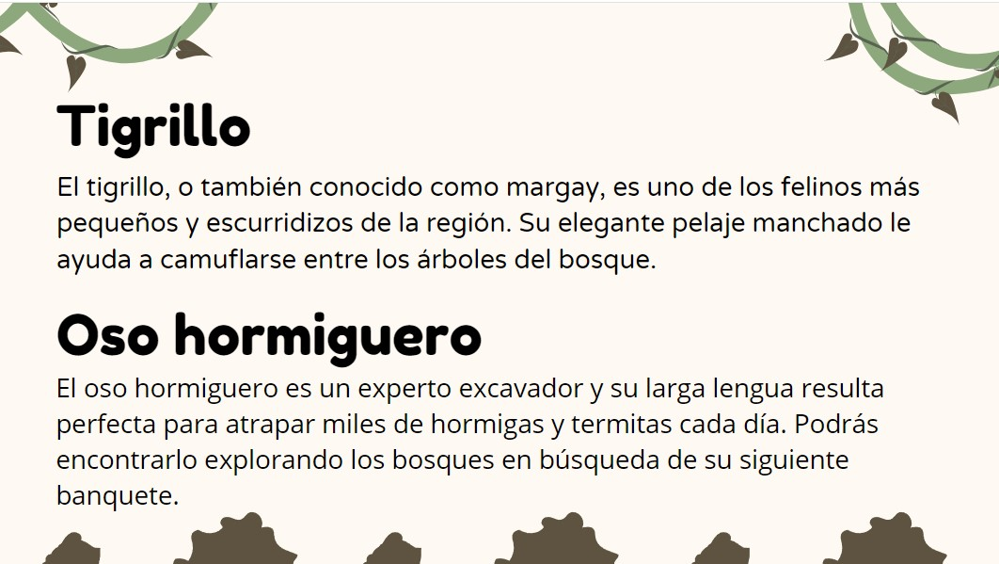 Tigrillo
El tigrillo, o también conocido como margay, es uno de los felinos más
pequeños y escurridizos de la región. Su elegante pelaje manchado le
ayuda a camuflarse entre los árboles del bosque.
Oso hormiguero
El oso hormiguero es un experto excavador y su larga lengua resulta
perfecta para atrapar miles de hormigas y termitas cada día. Podrás
encontrarlo explorando los bosques en búsqueda de su siguiente
banquete.